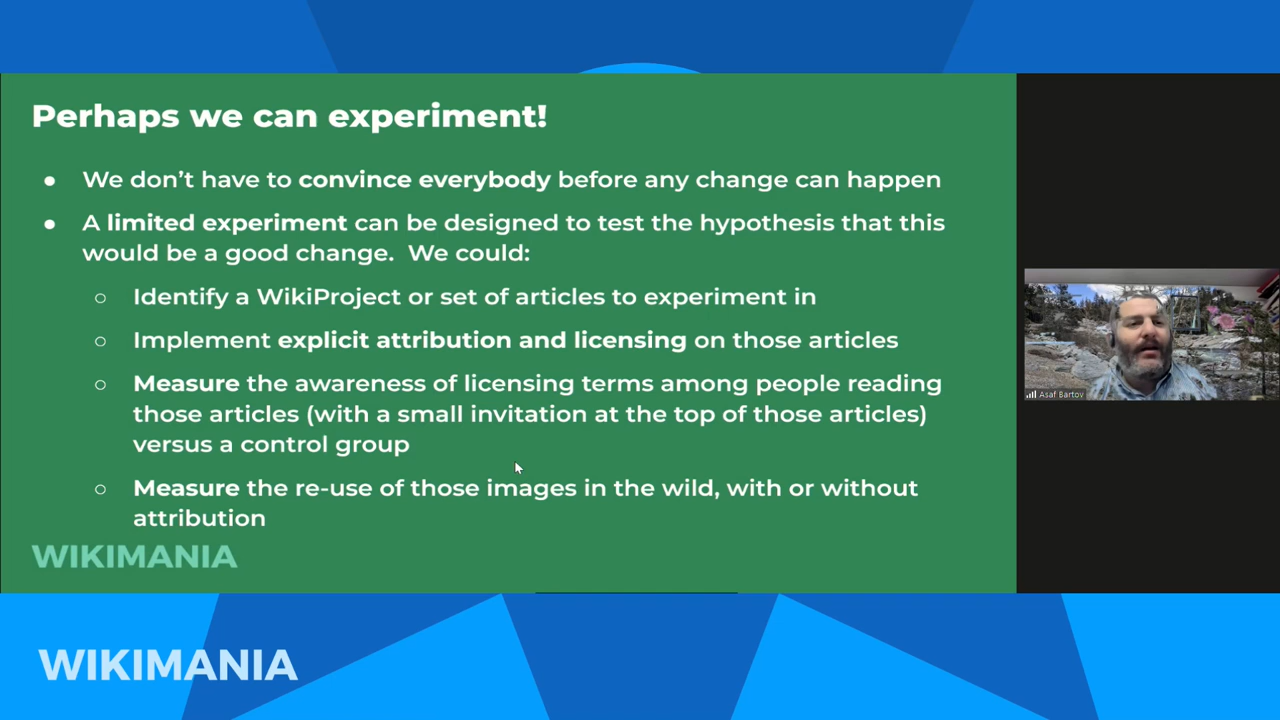 Perhaps we can experiment!
● We don't have to convince everybody before any change can happen
● A limited experiment can be designed to test the hypothesis that this
would be a good change. We could:
○ Identify a WikiProject or set of articles to experiment in
○ Implement explicit attribution and licensing on those articles
○ Measure the awareness of licensing terms among people reading
those articles (with a small invitation at the top of those articles)
versus a control group
○ Measure the re-use of those images in the wild, with or without
attribution
WIKIMANIA
Asaf Bartov
WIKIMANIA